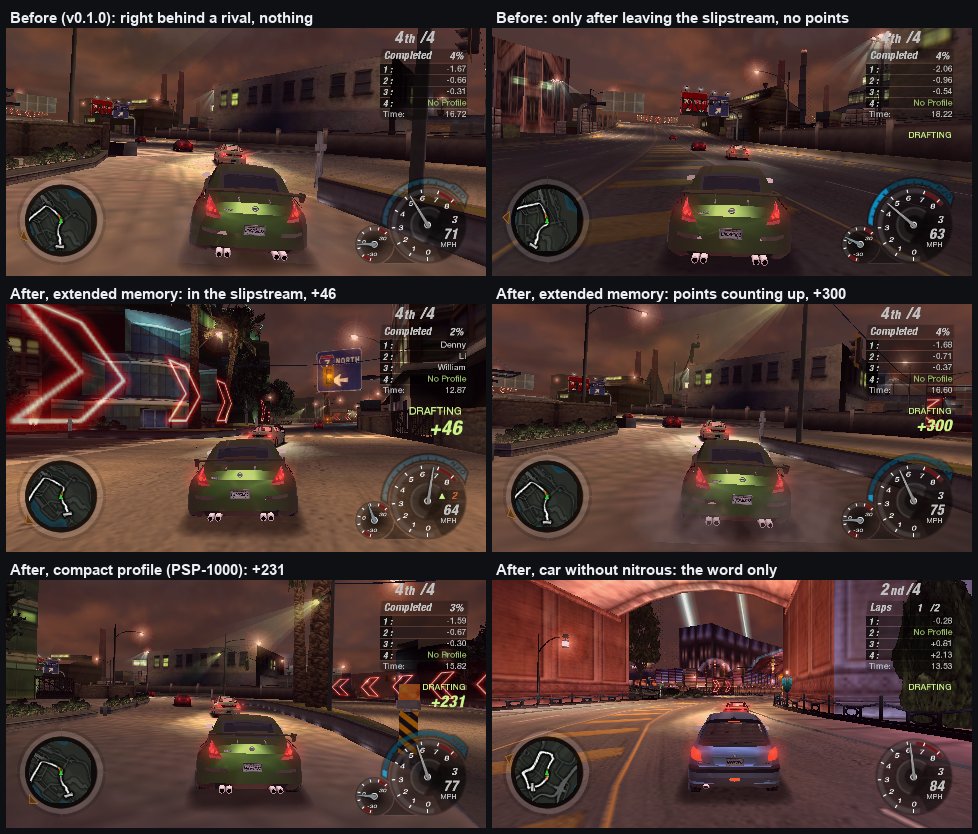 Before (v0.1.0): right behind a rival, nothing
4th /4
Completed 4%
1 : -1.67
2 : -0.66
3 : -0.31
4 : No Profile
Time: 16.72
3
71
MPH
Before: only after leaving the slipstream, no points
4th /4
Completed 4%
1 : -2.06
2 : -0.96
3 : -0.54
4 : No Profile
Time: 18.22
DRAFTING
3
63
MPH
After, extended memory: in the slipstream, +46
NORTH
4th /4
Completed 2%
1 : Denny
2 : Li
3 : William
4 : No Profile
Time: 12.87
DRAFTING
+46
2
64
MPH
After, extended memory: points counting up, +300
4th /4
Completed 4%
1 : -1.68
2 : -0.71
3 : -0.37
4 : No Profile
Time: 16.60
DRAFTING
+300
3
75
MPH
After, compact profile (PSP-1000): +231
4th /4
Completed 3%
1 : -1.59
2 : -0.67
3 : -0.30
4 : No Profile
Time: 15.82
DRAFTING
+231
3
77
MPH
After, car without nitrous: the word only
2nd /4
Laps 1 /2
1 : -0.28
2 : No Profile
3 : +0.61
4 : +2.13
Time: 13.53
DRAFTING
3
84
MPH